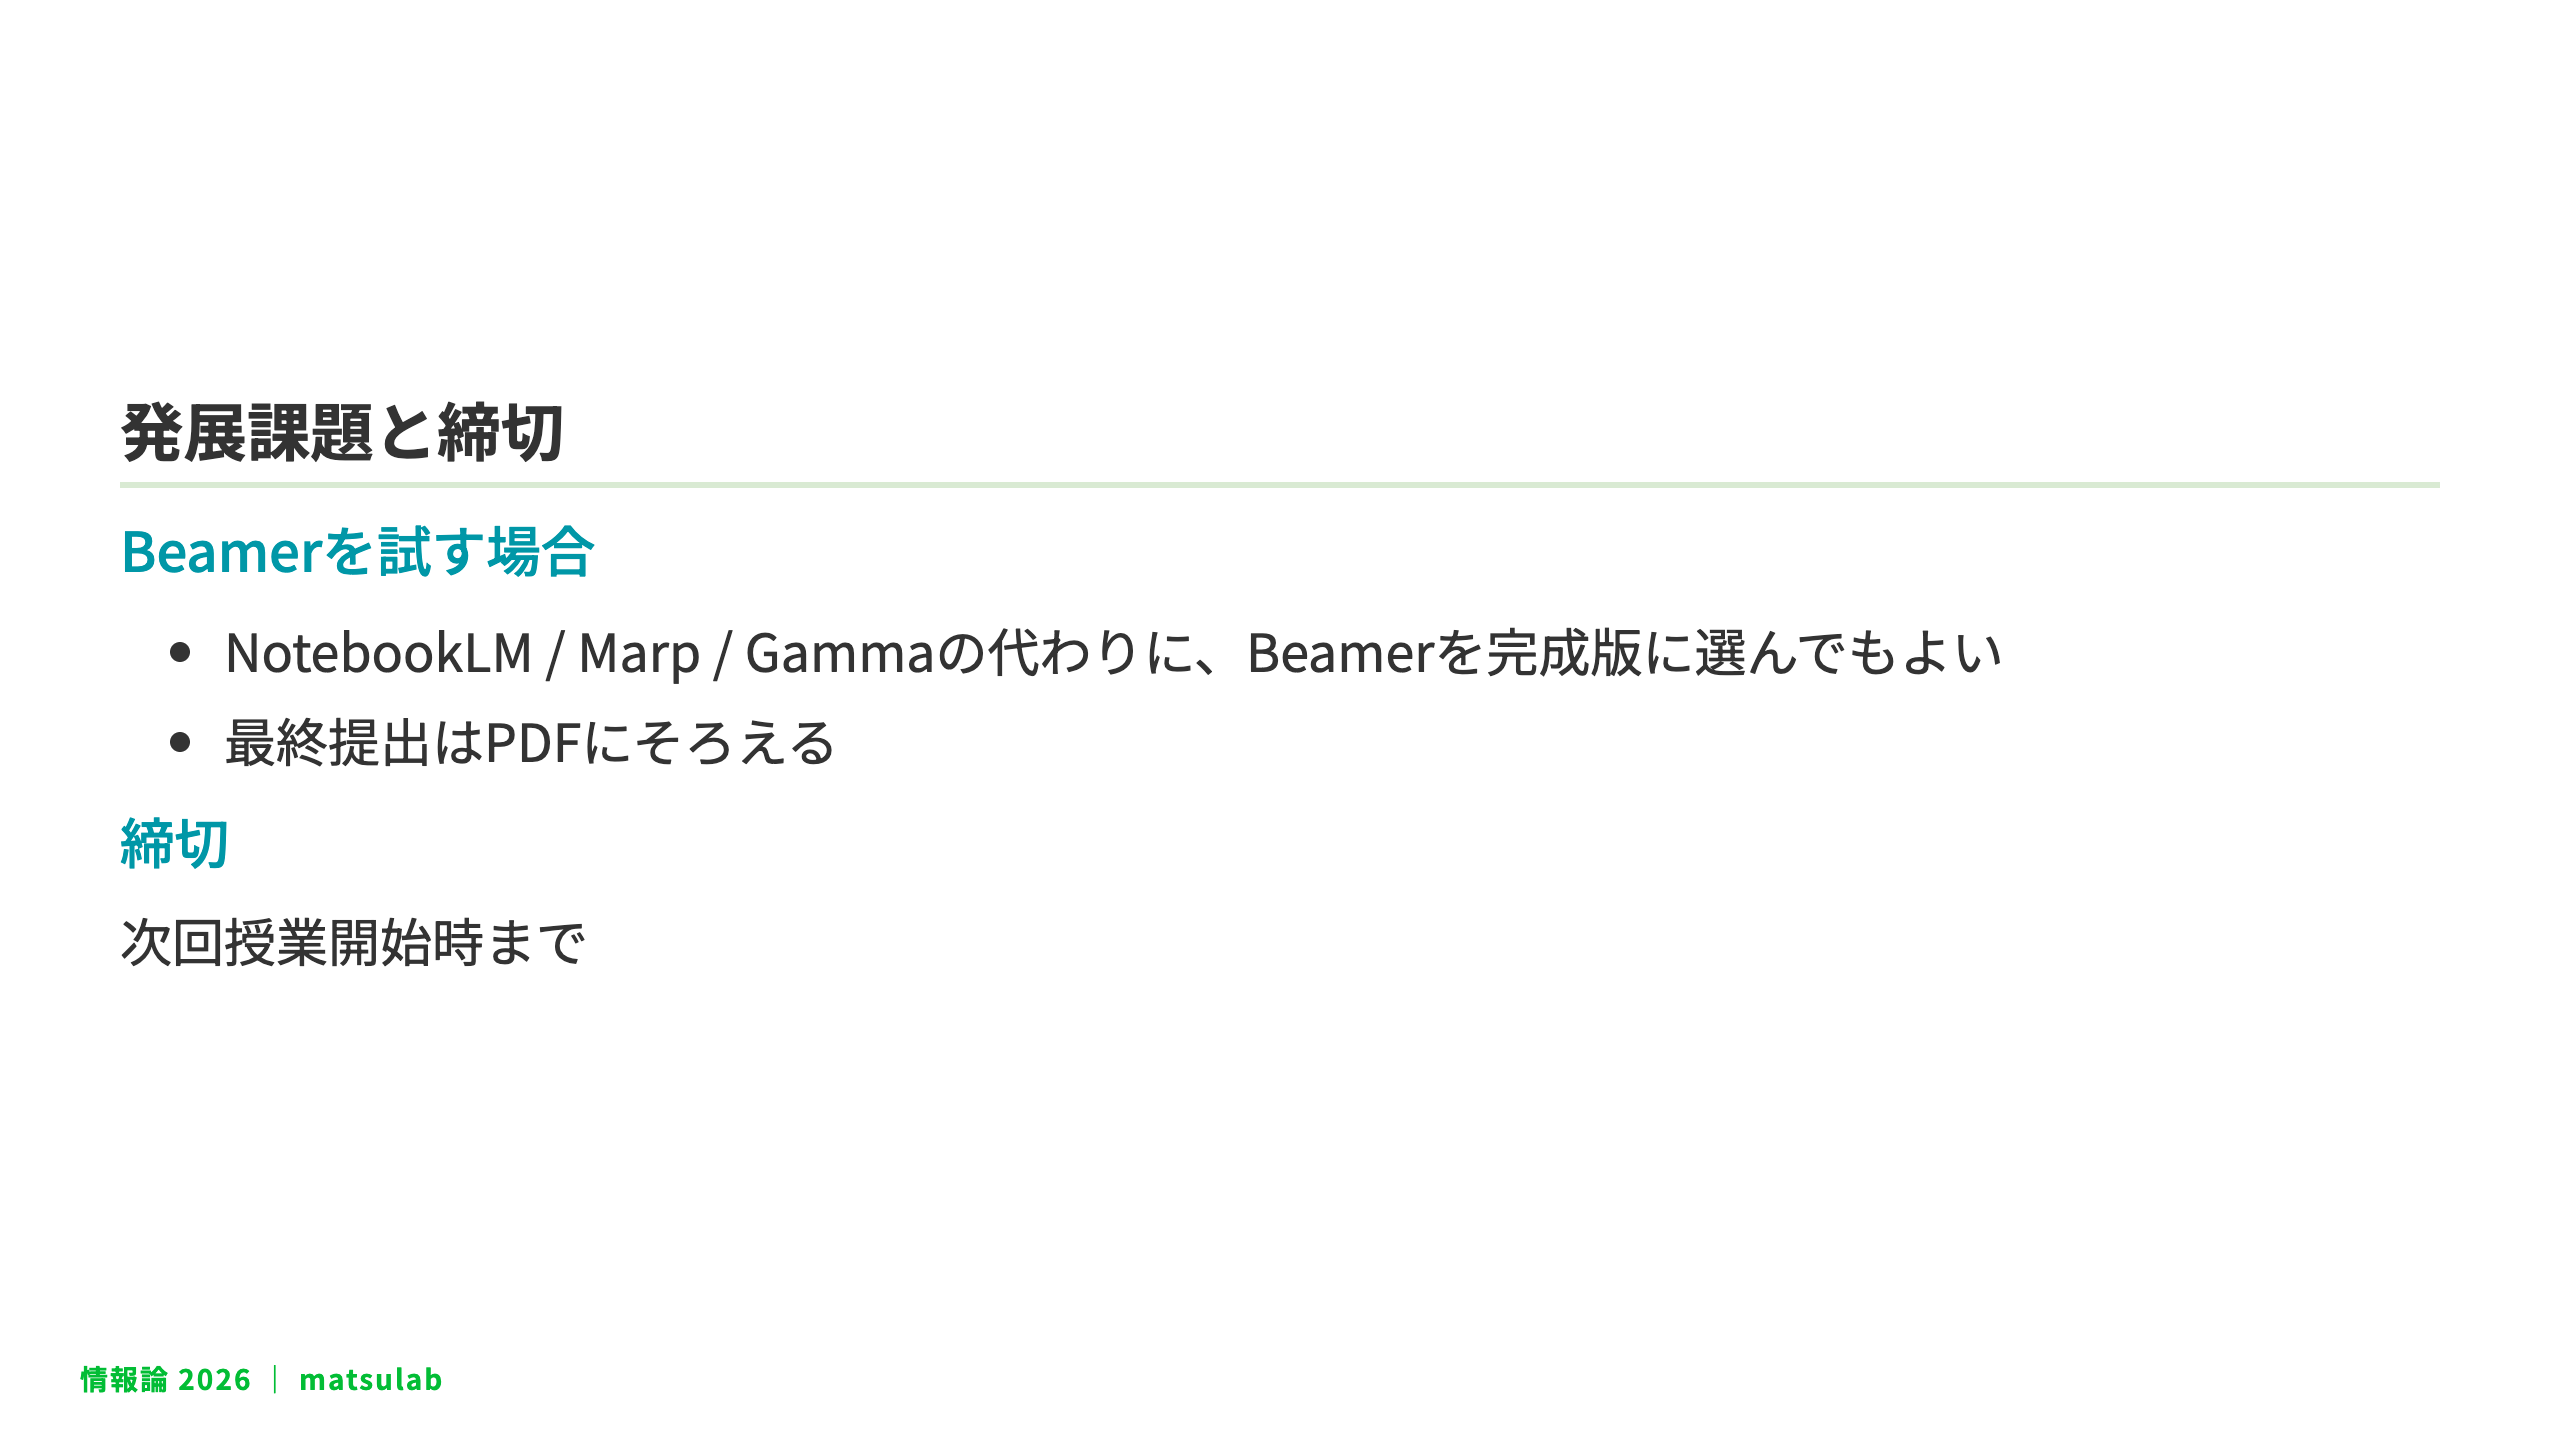 発展課題と締切
Beamerを試す場合
• NotebookLM / Marp / Gammaの代わりに、Beamerを完成版に選んでもよい
• 最終提出はPDFにそろえる
締切
次回授業開始時まで
情報論 2026 | matsulab